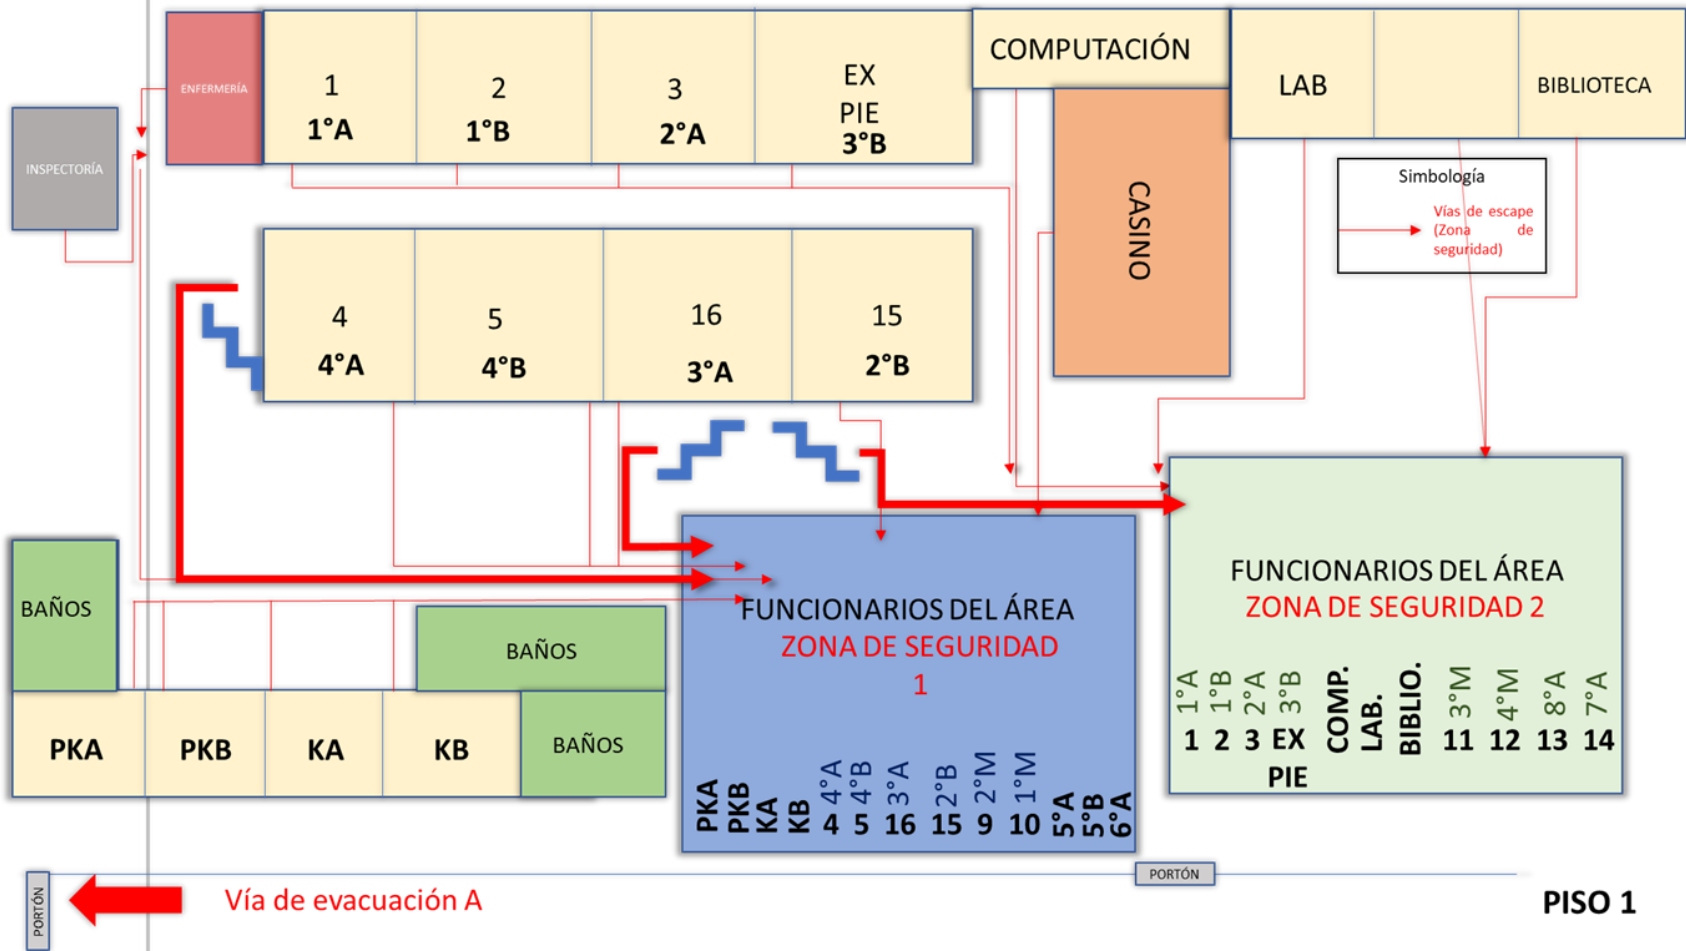 ENFERMERÍA
1
1°A
2
1°B
3
2°A
EX
PIE
3°B
COMPUTACIÓN
LAB
BIBLIOTECA
INSPECTORÍA
CASINO
Simbología
Vías de escape
(Zona de
seguridad)
4
4°A
5
4°B
16
3°A
15
2°B
BAÑOS
BAÑOS
BAÑOS
PKA
PKB
KA
KB
FUNCIONARIOS DEL ÁREA
ZONA DE SEGURIDAD
1
PKA
PKB
KA
KB
4 4°A
5 4°B
16 3°A
15 2°B
9 2°M
10 1°M
5°A
5°B
6°A
FUNCIONARIOS DEL ÁREA
ZONA DE SEGURIDAD 2
1 1°A
2 1°B
3 2°A
EX 3°B
PIE
COMP.
LAB.
BIBLIO.
11 3°M
12 4°M
13 8°A
14 7°A
PORTÓN
PORTÓN
Vía de evacuación A
PISO 1